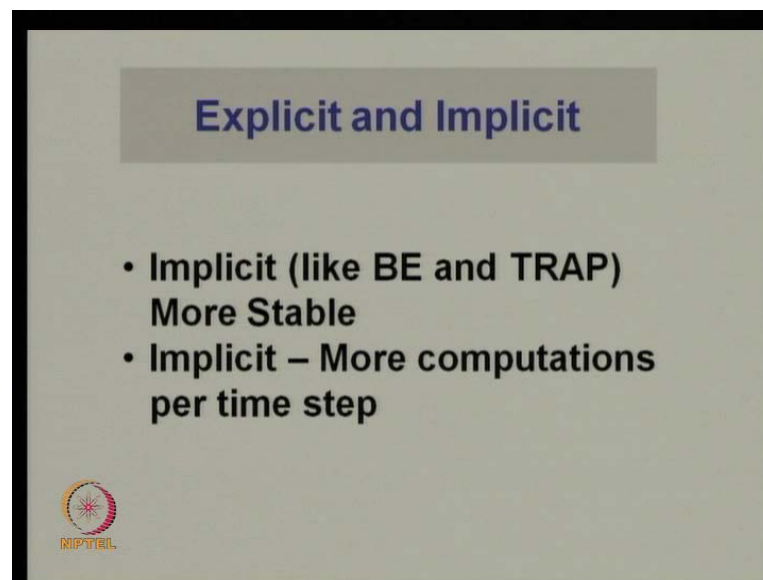 Explicit and Implicit
• Implicit (like BE and TRAP)
More Stable
• Implicit – More computations
per time step
NPTEL